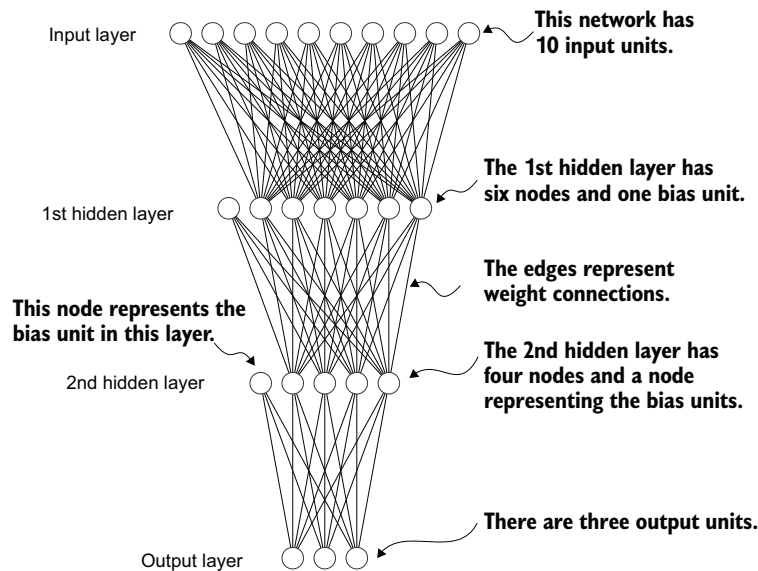 Input layer
This network has
10 input units.
The 1st hidden layer has
six nodes and one bias unit.
1st hidden layer
The edges represent
weight connections.
This node represents the
bias unit in this layer.
2nd hidden layer
The 2nd hidden layer has
four nodes and a node
representing the bias units.
There are three output units.
Output layer